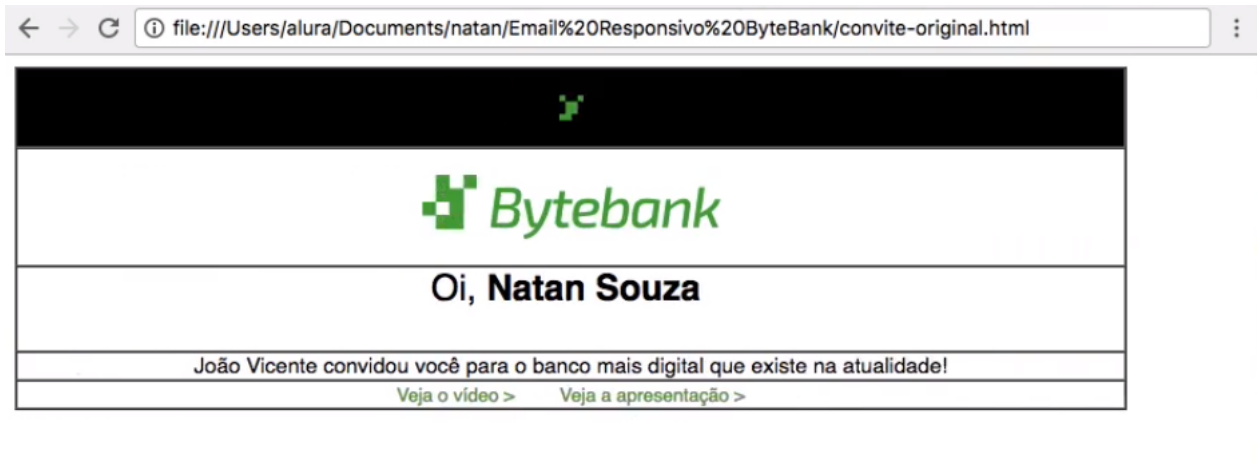 file:///Users/alura/Documents/natan/Email%20Responsivo%20ByteBank/convite-original.html
Bytebank
Oi, Natan Souza
João Vicente convidou você para o banco mais digital que existe na atualidade!
Veja o vídeo > Veja a apresentação >